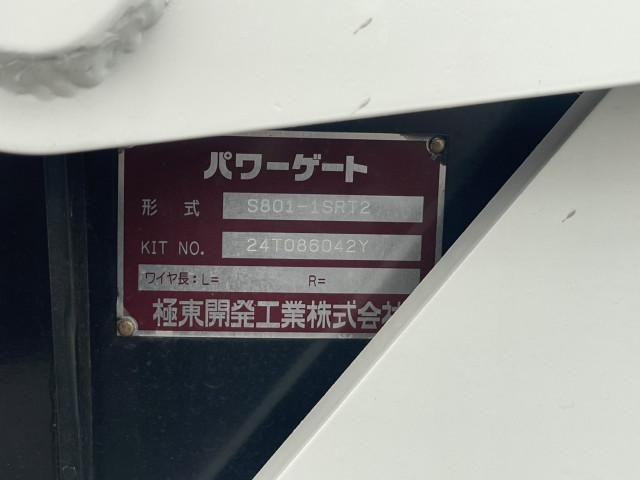 パワーゲート
形式 S801-1SRT2
KIT NO. 24T086042Y
ワイヤ長:L= R=
極東開発工業株式会社